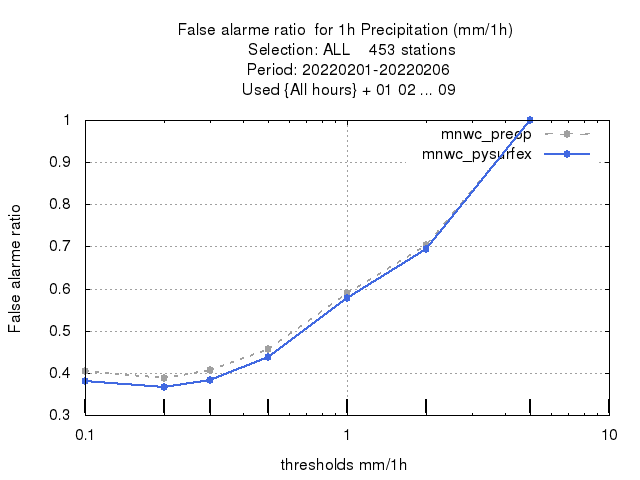 False alarme ratio  for 1h Precipitation (mm/1h)
Selection: ALL    453 stations
Period: 20220201-20220206
Used {All hours} + 01 02 ... 09
mnwc_preop
mnwc_pysurfex
False alarme ratio
1
0.9
0.8
0.7
0.6
0.5
0.4
0.3
0.1
1
10
thresholds mm/1h